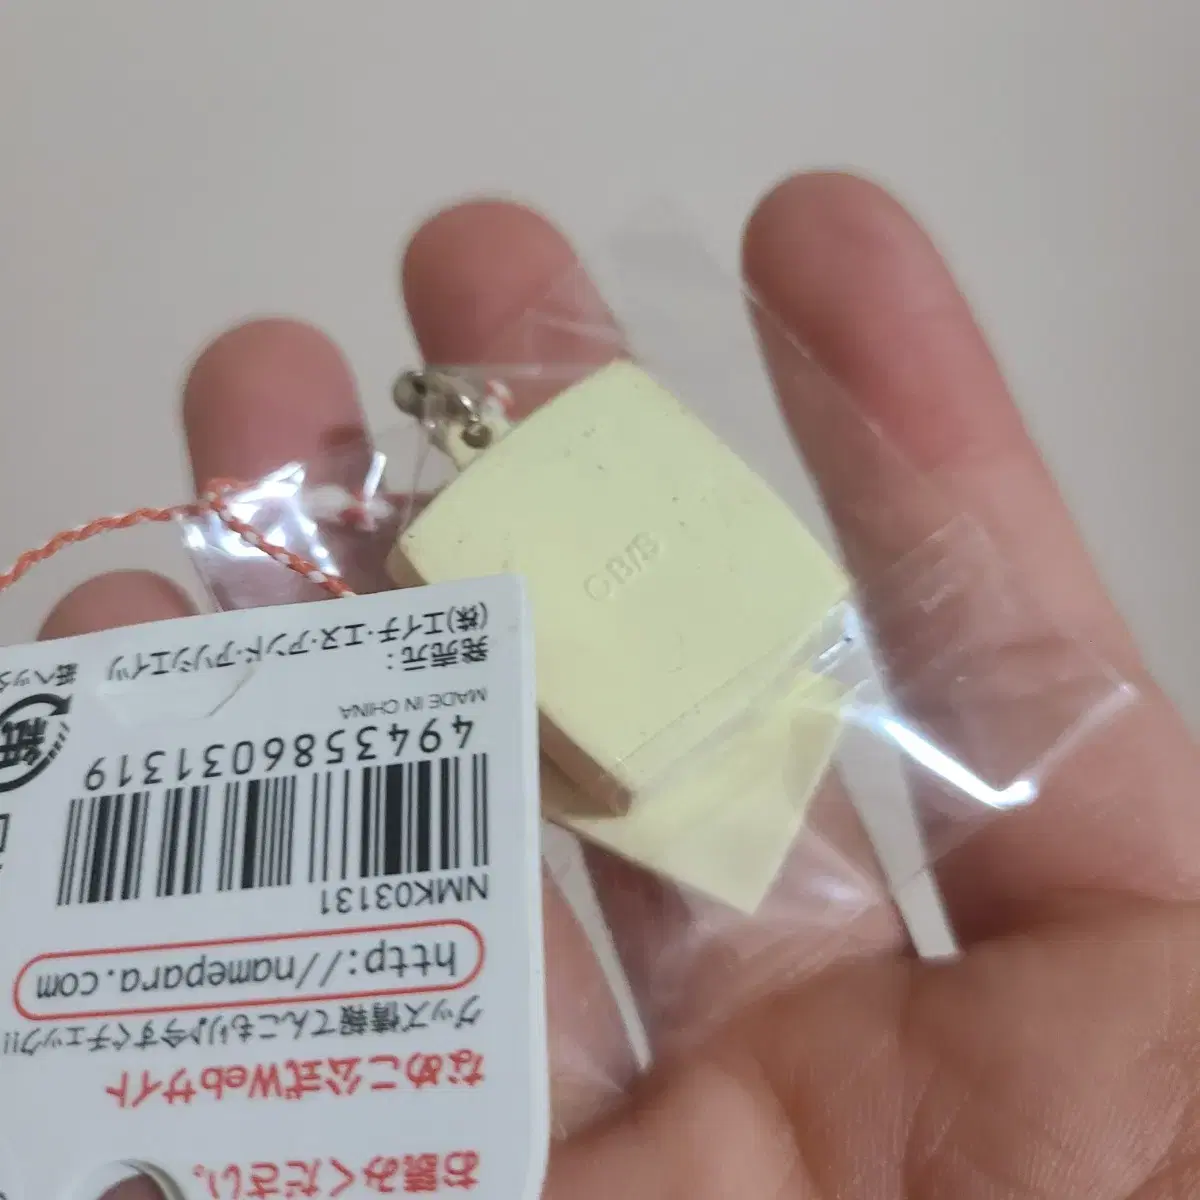 お読みください。
なめこ公式Webサイト
グッズ情報てんこもり♪今すぐチェック!!
http://namepara.com
NMK03131
4943586031319
MADE IN CHINA
発売元:
(株)エイチ・エヌ・アンド・アソシエイツ
紙
©B/B